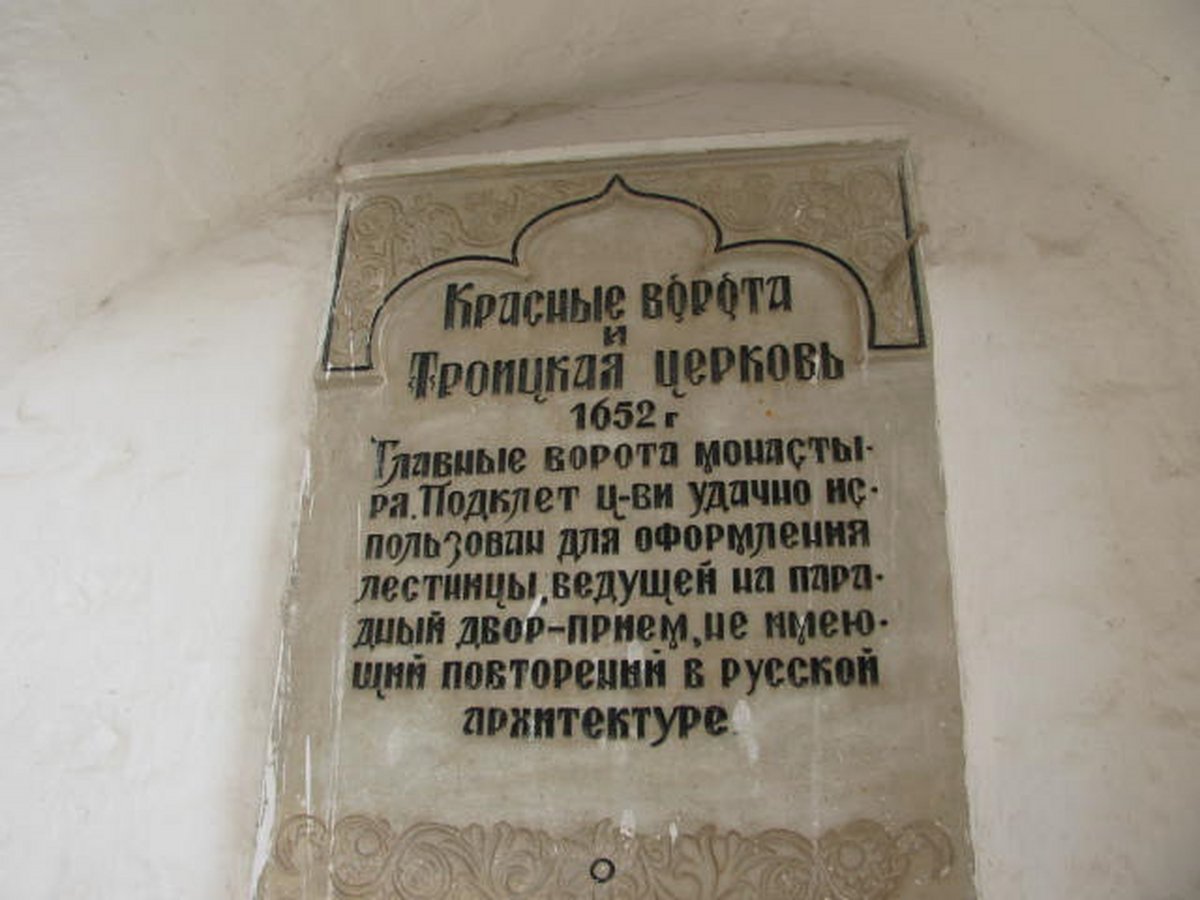 Красные ворота
и
Троицкая церковь
1652 г
Главные ворота монасты-
ря. Подклет ц-ви удачно ис-
пользован для оформления
лестницы, ведущей на пара-
дный двор-прием, не имею-
щий повторений в русской
архитектуре.